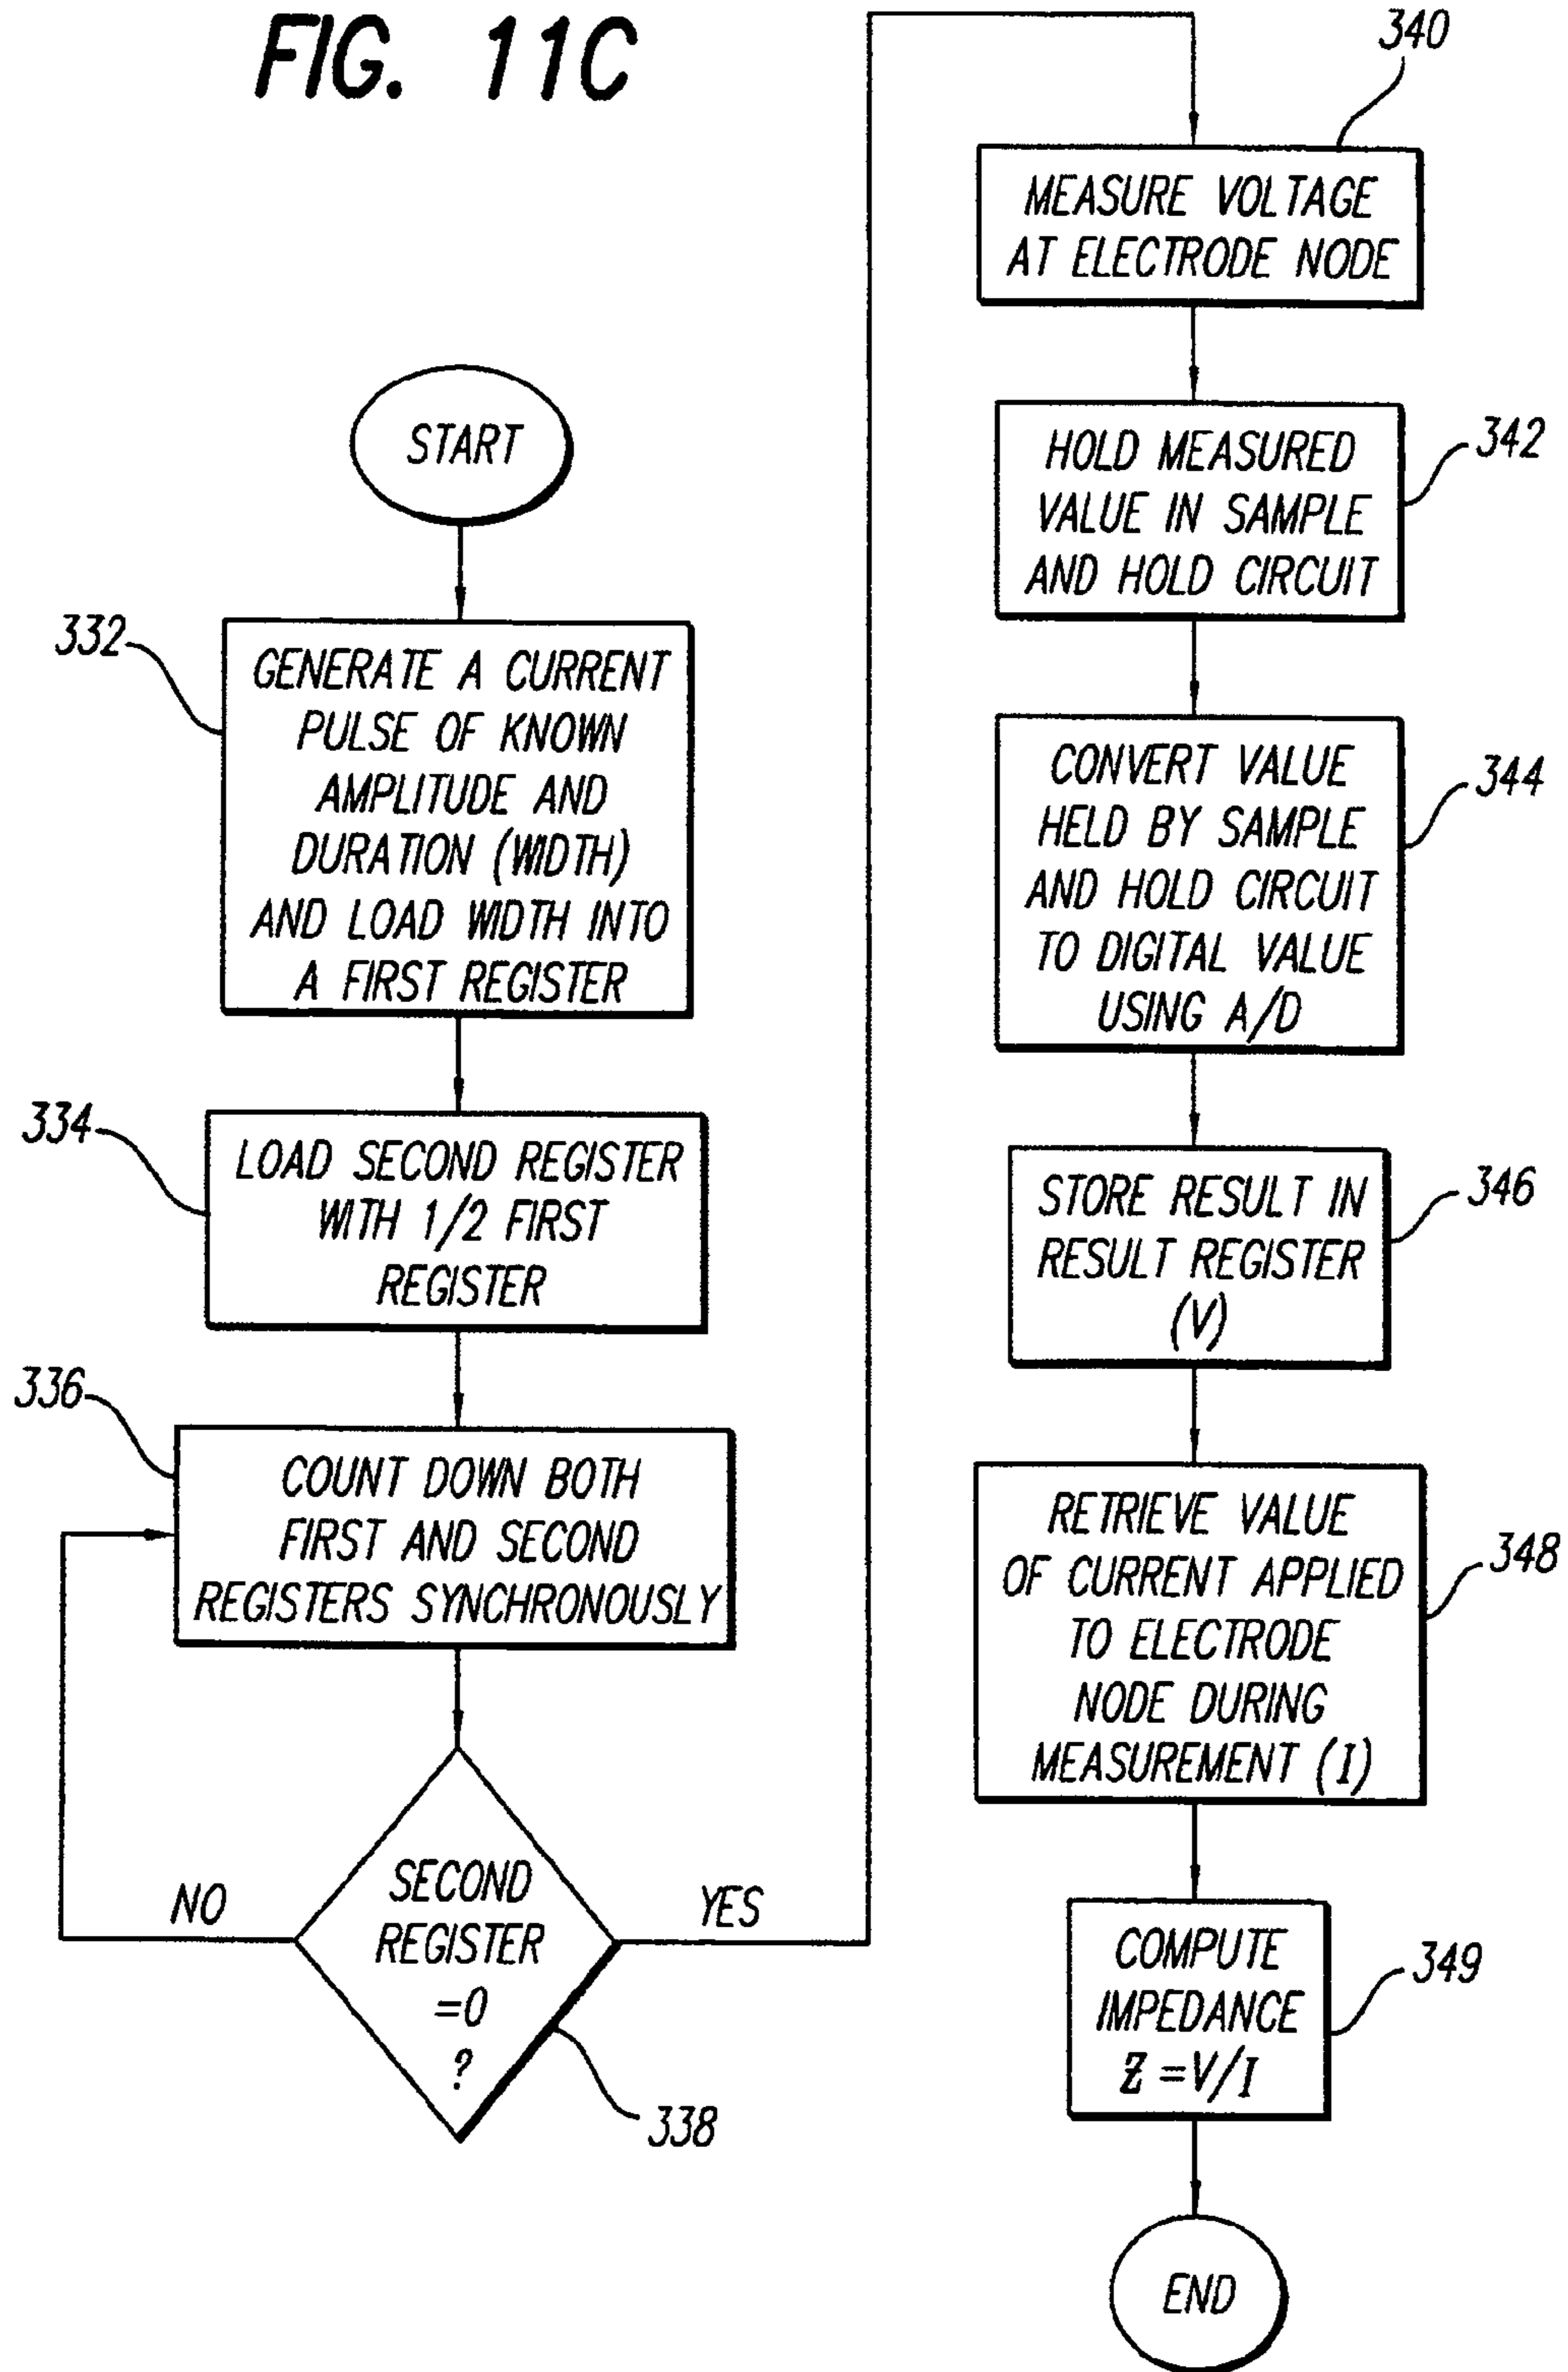 FIG. 11C
START
332
GENERATE A CURRENT
PULSE OF KNOWN
AMPLITUDE AND
DURATION (WIDTH)
AND LOAD WIDTH INTO
A FIRST REGISTER
334
LOAD SECOND REGISTER
WITH 1/2 FIRST
REGISTER
336
COUNT DOWN BOTH
FIRST AND SECOND
REGISTERS SYNCHRONOUSLY
NO
SECOND
REGISTER
=0
?
YES
338
340
MEASURE VOLTAGE
AT ELECTRODE NODE
342
HOLD MEASURED
VALUE IN SAMPLE
AND HOLD CIRCUIT
344
CONVERT VALUE
HELD BY SAMPLE
AND HOLD CIRCUIT
TO DIGITAL VALUE
USING A/D
346
STORE RESULT IN
RESULT REGISTER
(V)
348
RETRIEVE VALUE
OF CURRENT APPLIED
TO ELECTRODE
NODE DURING
MEASUREMENT (I)
349
COMPUTE
IMPEDANCE
Z=V/I
END